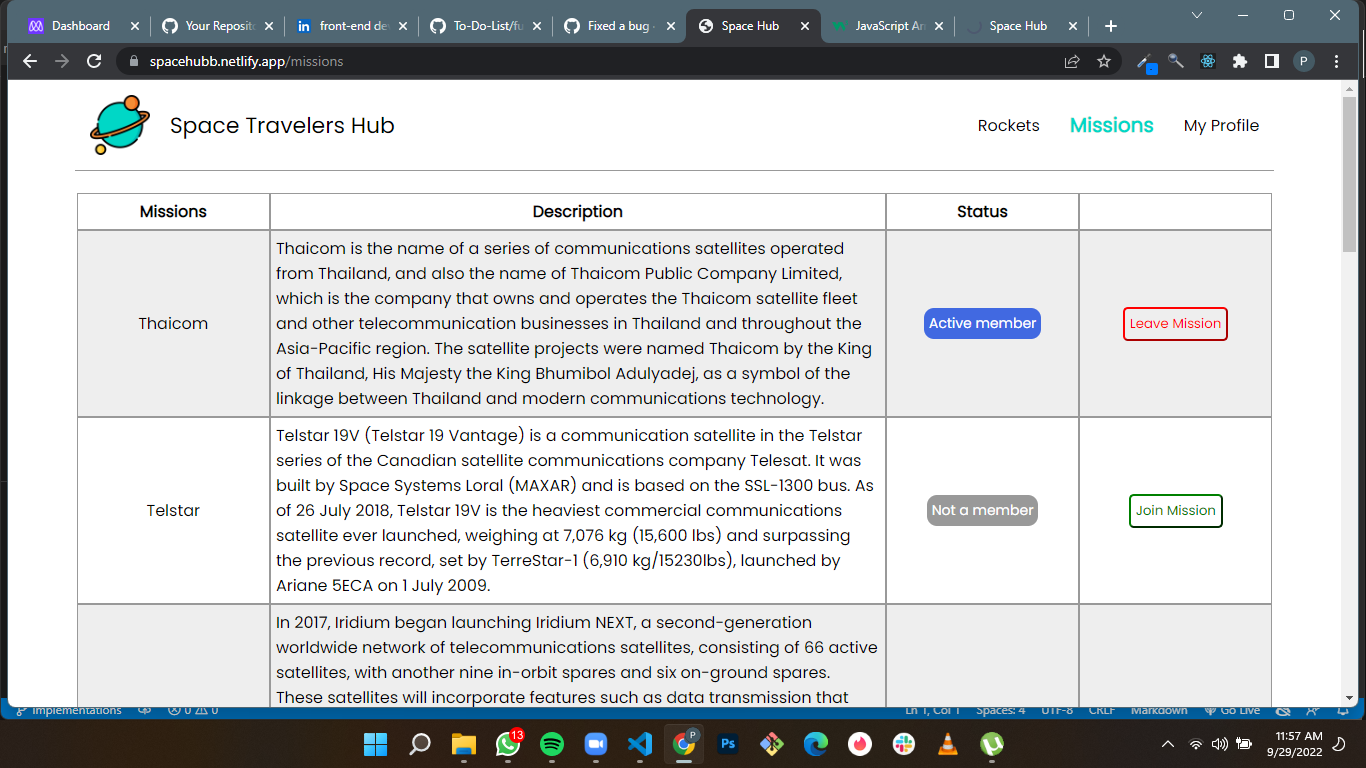 Dashboard
Your Reposito
front-end de
To-Do-List/fu
Fixed a bug
Space Hub
JavaScript An
Space Hub
spacehubb.netlify.app/missions
P
Space Travelers Hub
Rockets
Missions
My Profile
Missions
Description
Status
Thaicom
Thaicom is the name of a series of communications satellites operated
from Thailand, and also the name of Thaicom Public Company Limited,
which is the company that owns and operates the Thaicom satellite fleet
and other telecommunication businesses in Thailand and throughout the
Asia-Pacific region. The satellite projects were named Thaicom by the King
of Thailand, His Majesty the King Bhumibol Adulyadej, as a symbol of the
linkage between Thailand and modern communications technology.
Active member
Leave Mission
Telstar
Telstar 19V (Telstar 19 Vantage) is a communication satellite in the Telstar
series of the Canadian satellite communications company Telesat. It was
built by Space Systems Loral (MAXAR) and is based on the SSL-1300 bus. As
of 26 July 2018, Telstar 19V is the heaviest commercial communications
satellite ever launched, weighing at 7,076 kg (15,600 lbs) and surpassing
the previous record, set by TerreStar-1 (6,910 kg/15230lbs), launched by
Ariane 5ECA on 1 July 2009.
Not a member
Join Mission
In 2017, Iridium began launching Iridium NEXT, a second-generation
worldwide network of telecommunications satellites, consisting of 66 active
satellites, with another nine in-orbit spares and six on-ground spares.
These satellites will incorporate features such as data transmission that
implementations
0
0
Ln 1, Col 1
Spaces: 4
UTF-8
CRLF
Markdown
Go Live
13
P
Ps
11:57 AM
9/29/2022